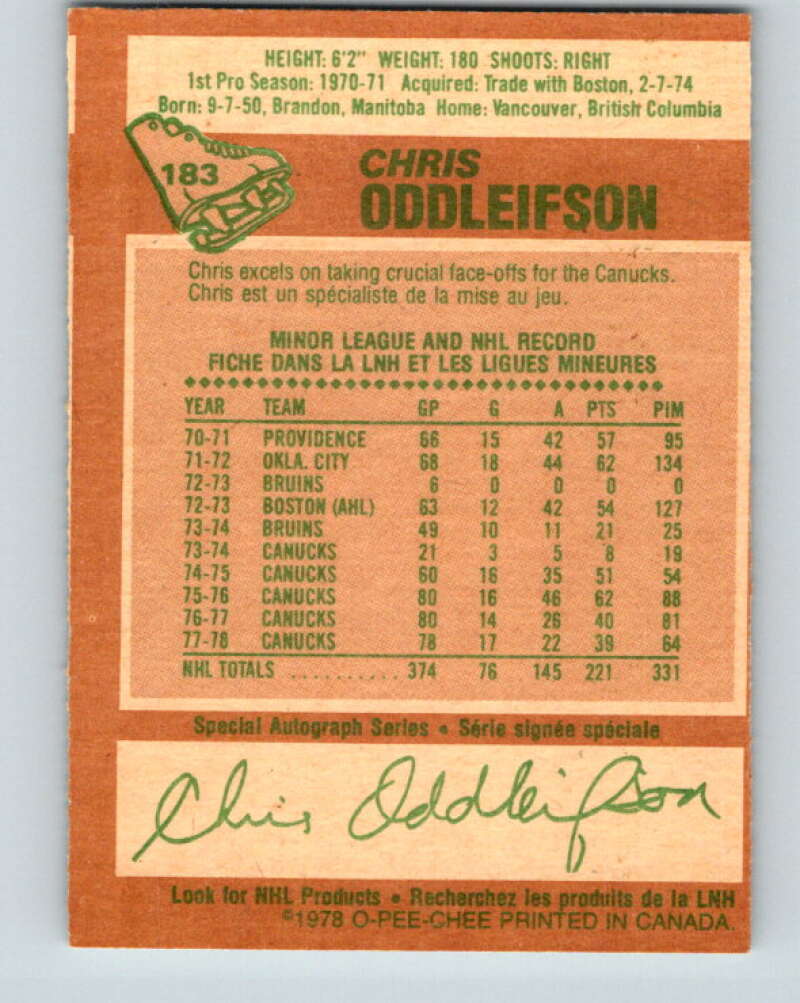 HEIGHT: 6'2" WEIGHT: 180 SHOOTS: RIGHT
1st Pro Season: 1970-71 Acquired: Trade with Boston, 2-7-74
Born: 9-7-50, Brandon, Manitoba Home: Vancouver, British Columbia
183
CHRIS
ODDLEIFSON
Chris excels on taking crucial face-offs for the Canucks.
Chris est un spécialiste de la mise au jeu.
MINOR LEAGUE AND NHL RECORD
FICHE DANS LA LNH ET LES LIGUES MINEURES
YEAR TEAM GP G A PTS PIM
70-71 PROVIDENCE 66 15 42 57 95
71-72 OKLA. CITY 68 18 44 62 134
72-73 BRUINS 6 0 0 0 0
72-73 BOSTON (AHL) 63 12 42 54 127
73-74 BRUINS 49 10 11 21 25
73-74 CANUCKS 21 3 5 8 19
74-75 CANUCKS 60 16 35 51 54
75-76 CANUCKS 80 16 46 62 88
76-77 CANUCKS 80 14 26 40 81
77-78 CANUCKS 78 17 22 39 64
NHL TOTALS .......... 374 76 145 221 331
Special Autograph Series • Série signée spéciale
Chris Oddleifson
Look for NHL Products • Recherchez les produits de la LNH
©1978 O-PEE-CHEE PRINTED IN CANADA.